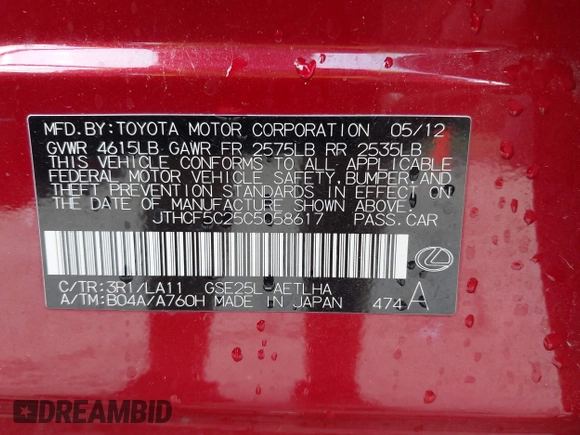 MFD.BY:TOYOTA MOTOR CORPORATION 05/12
GVWR 4615LB GAWR FR 2575LB RR 2535LB
THIS VEHICLE CONFORMS TO ALL APPLICABLE
FEDERAL MOTOR VEHICLE SAFETY, BUMPER AND
THEFT PREVENTION STANDARDS IN EFFECT ON
THE DATE OF MANUFACTURE SHOWN ABOVE.
JTHCF5C25C5058617 PASS.CAR
C/TR:3R1/LA11 GSE25L-AETLHA
A/TM:B04A/A760H MADE IN JAPAN 474 A
DREAMBID